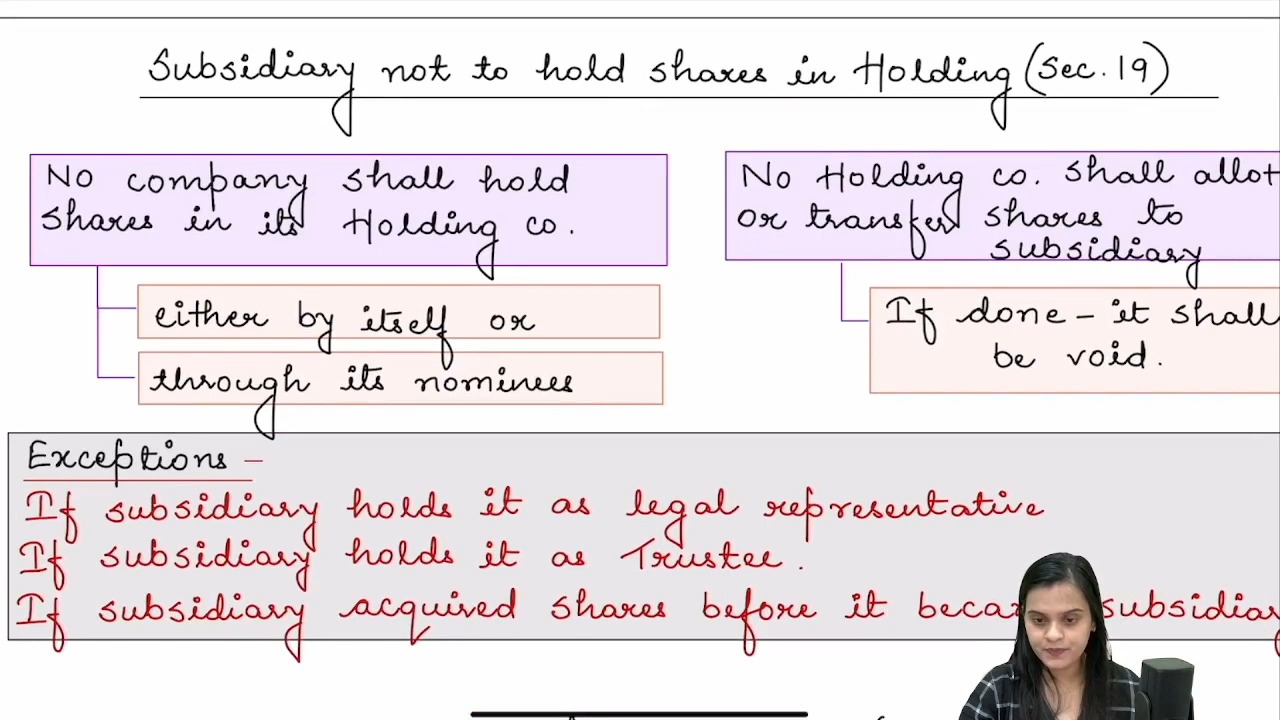 Subsidiary not to hold shares in Holding (Sec. 19)
No company shall hold
shares in its Holding co.
either by itself or
through its nominees
No Holding co. shall allot
or transfer shares to
subsidiary
If done - it shall
be void.
Exceptions -
If subsidiary holds it as legal representative
If subsidiary holds it as Trustee.
If subsidiary acquired shares before it subsidiary